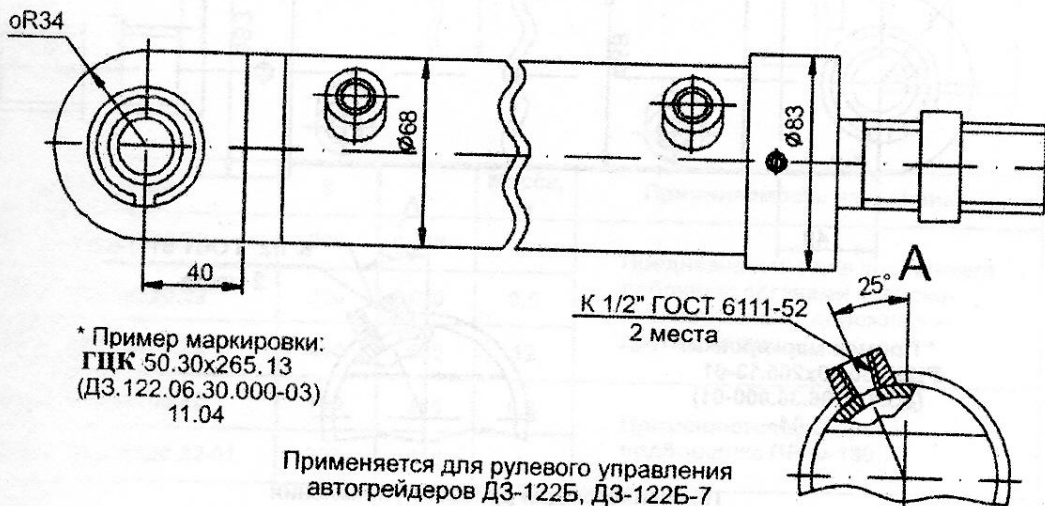 оR34
Ø68
Ø83
40
А
25°
К 1/2" ГОСТ 6111-52
2 места
* Пример маркировки:
ГЦК 50.30х265.13
(ДЗ.122.06.30.000-03)
11.04
Применяется для рулевого управления
автогрейдеров ДЗ-122Б, ДЗ-122Б-7